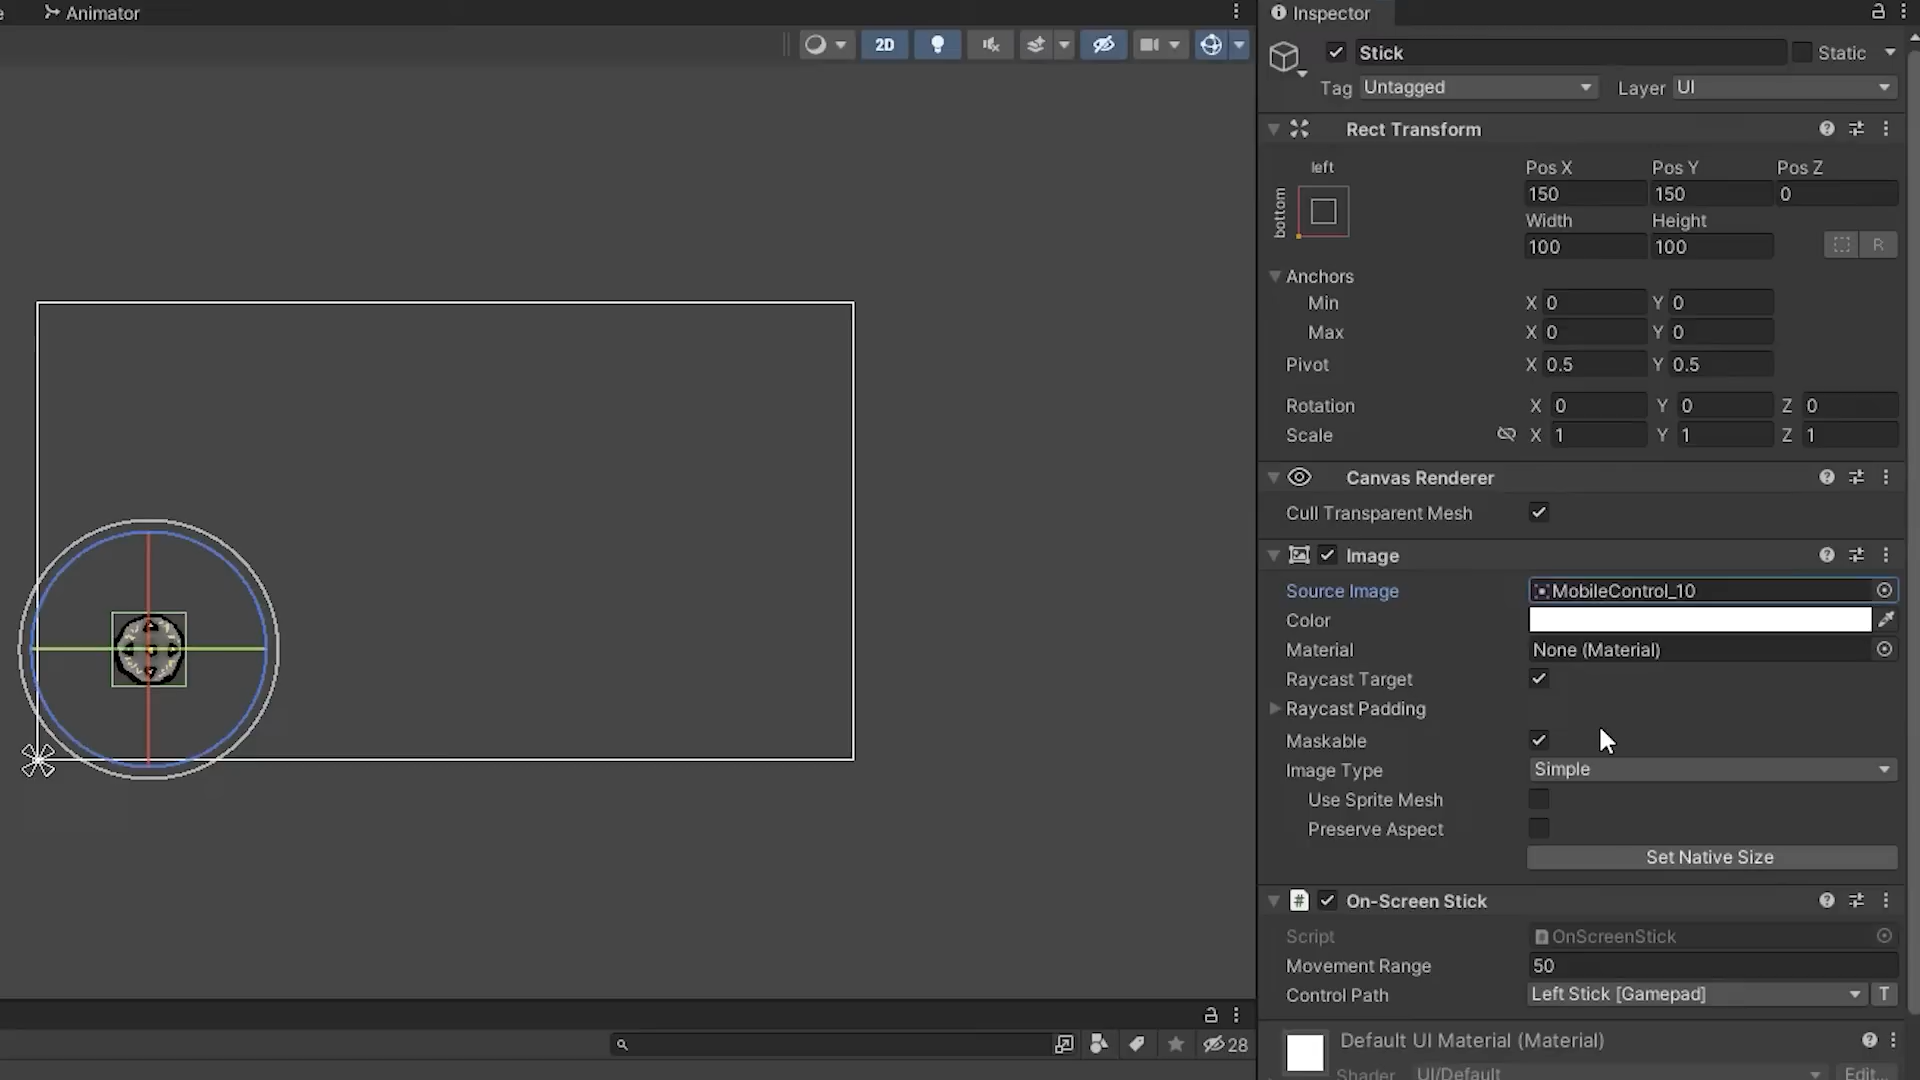 Animator
Inspector
2D
Stick
Static
Tag Untagged Layer UI
Rect Transform
left
bottom
Pos X Pos Y Pos Z
150 150 0
Width Height
100 100
R
Anchors
Min X 0 Y 0
Max X 0 Y 0
Pivot X 0.5 Y 0.5
Rotation X 0 Y 0 Z 0
Scale X 1 Y 1 Z 1
Canvas Renderer
Cull Transparent Mesh
Image
Source Image MobileControl_10
Color
Material None (Material)
Raycast Target
Raycast Padding
Maskable
Image Type Simple
Use Sprite Mesh
Preserve Aspect
Set Native Size
# On-Screen Stick
Script OnScreenStick
Movement Range 50
Control Path Left Stick [Gamepad] T
28
Default UI Material (Material)
Shader UI/Default Edit...